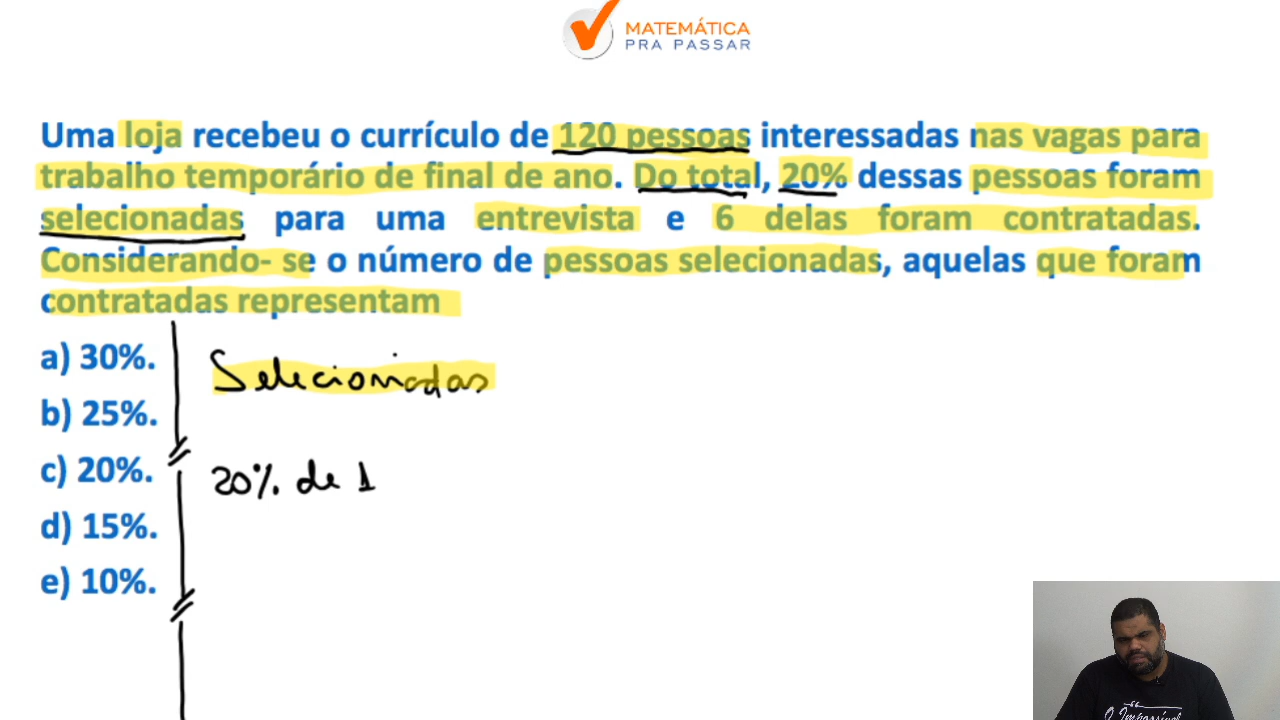 MATEMÁTICA
PRA PASSAR
Uma loja recebeu o currículo de 120 pessoas interessadas nas vagas para
trabalho temporário de final de ano. Do total, 20% dessas pessoas foram
selecionadas para uma entrevista e 6 delas foram contratadas.
Considerando- se o número de pessoas selecionadas, aquelas que foram
contratadas representam
a) 30%.
b) 25%.
c) 20%.
d) 15%.
e) 10%.
Selecionadas
20% de 1